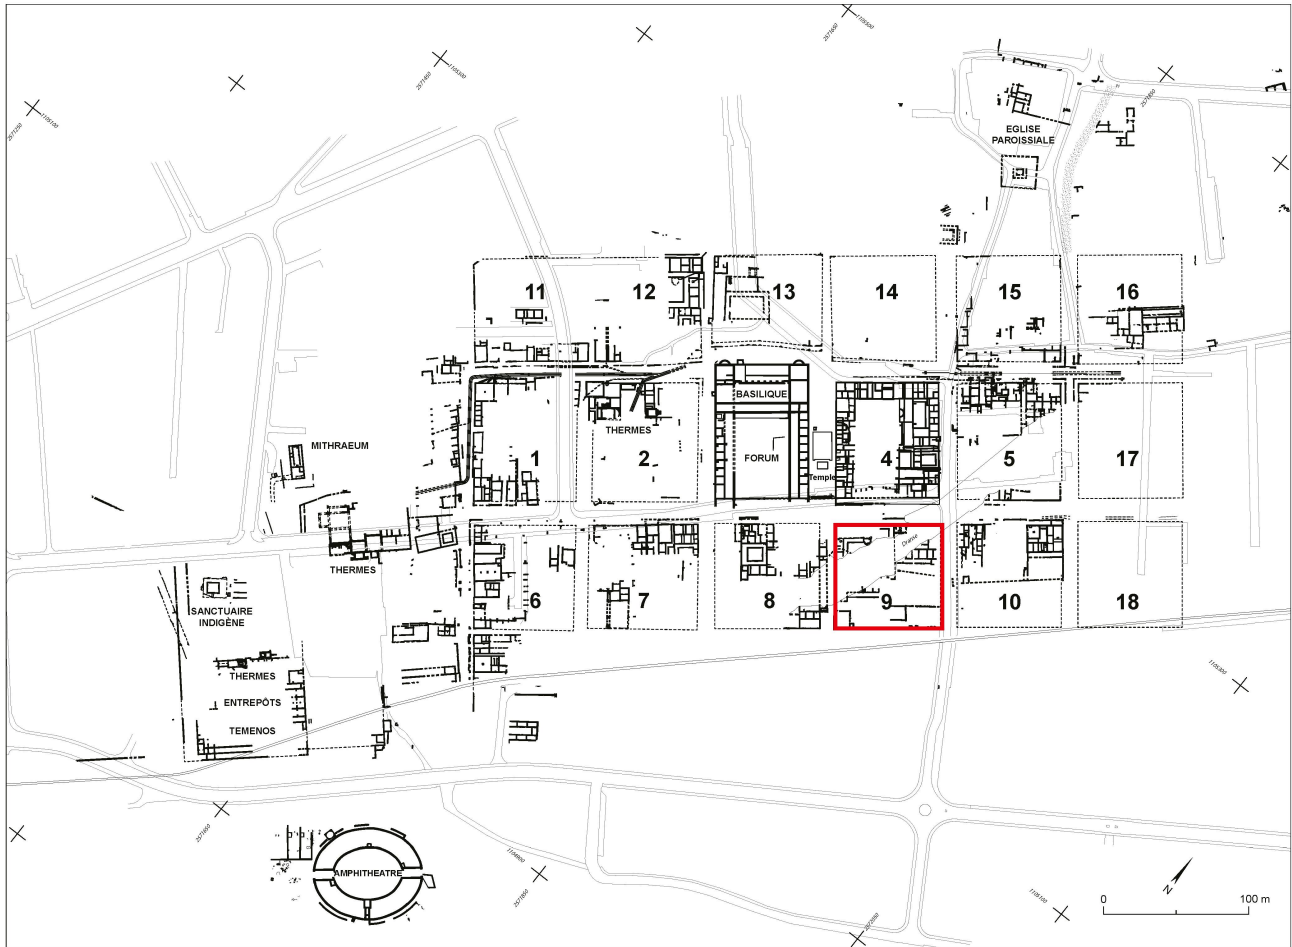 EGLISE
PAROISSIALE
11
12
13
14
15
16
BASILIQUE
THERMES
MITHRAEUM
1
2
FORUM
Temple
4
5
17
THERMES
Dranse
SANCTUAIRE
INDIGÈNE
6
7
8
9
10
18
THERMES
ENTREPÔTS
TEMENOS
AMPHITHEATRE
N
0
100 m